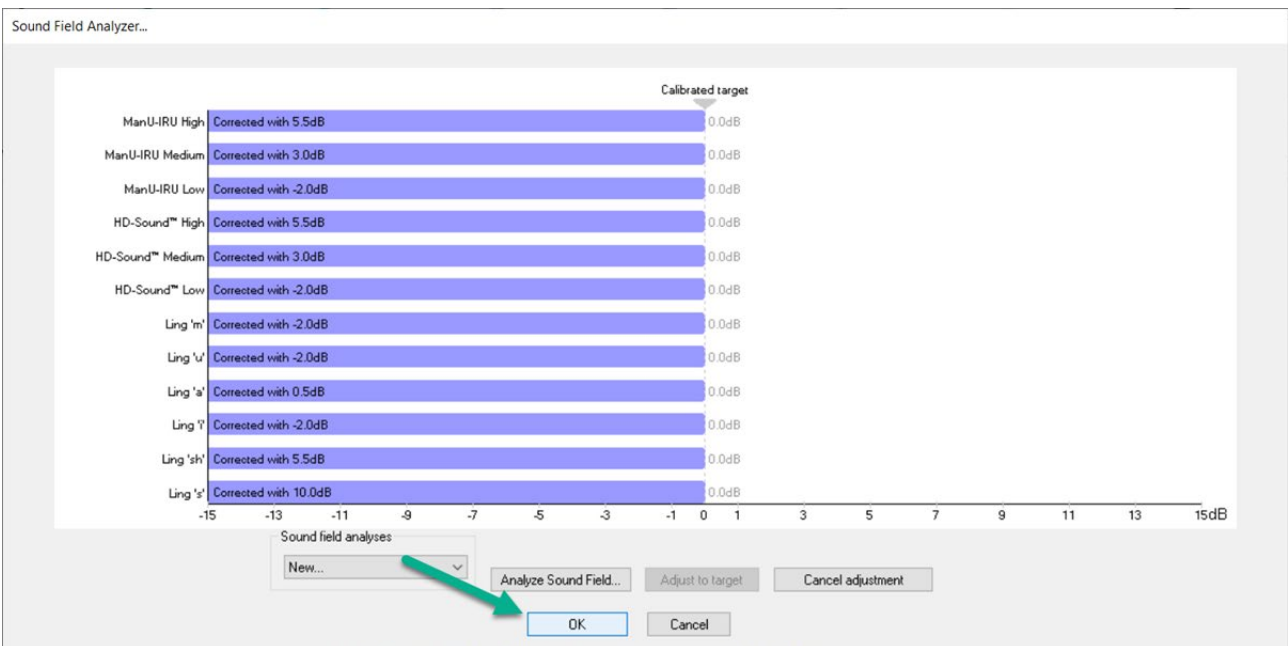 Sound Field Analyzer...
Calibrated target
ManU-IRU High Corrected with 5.5dB 0.0dB
ManU-IRU Medium Corrected with 3.0dB 0.0dB
ManU-IRU Low Corrected with -2.0dB 0.0dB
HD-Sound™ High Corrected with 5.5dB 0.0dB
HD-Sound™ Medium Corrected with 3.0dB 0.0dB
HD-Sound™ Low Corrected with -2.0dB 0.0dB
Ling 'm' Corrected with -2.0dB 0.0dB
Ling 'u' Corrected with -2.0dB 0.0dB
Ling 'a' Corrected with 0.5dB 0.0dB
Ling 'i' Corrected with -2.0dB 0.0dB
Ling 'sh' Corrected with 5.5dB 0.0dB
Ling 's' Corrected with 10.0dB 0.0dB
-15 -13 -11 -9 -7 -5 -3 -1 0 1 3 5 7 9 11 13 15dB
Sound field analyses
New... Analyze Sound Field... Adjust to target Cancel adjustment
OK Cancel